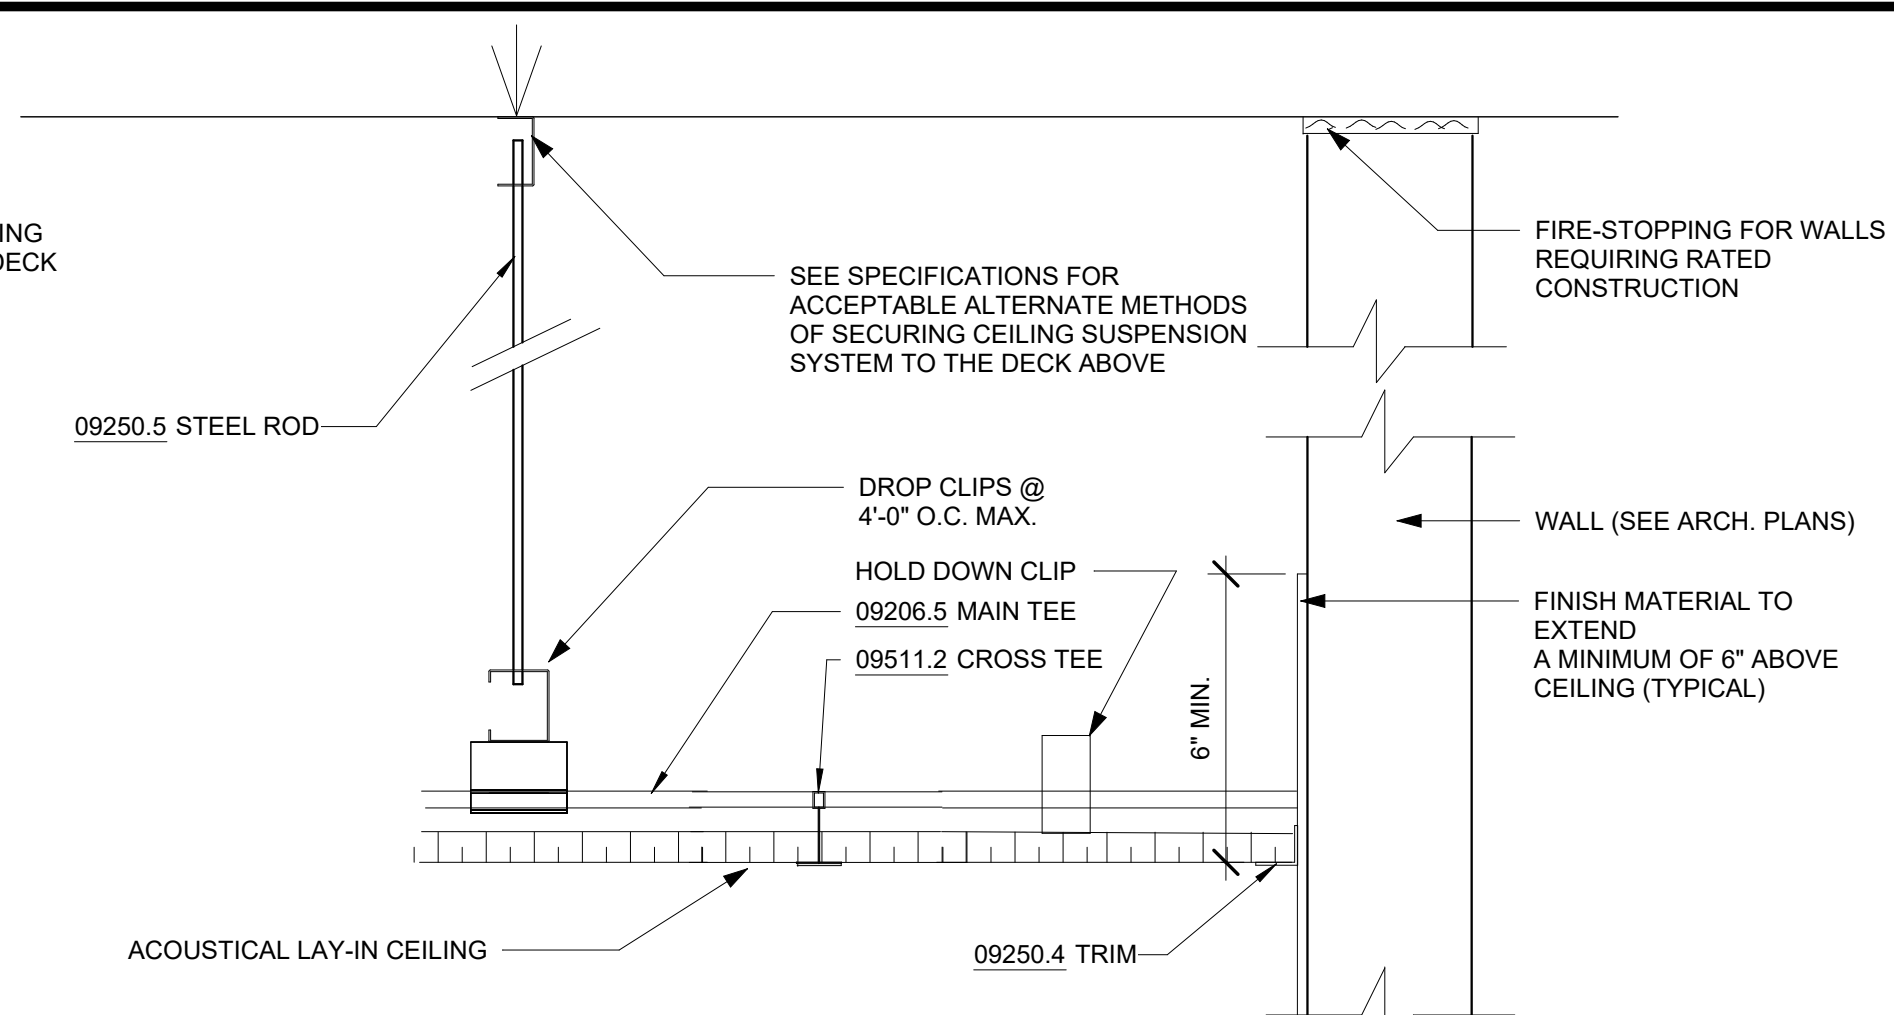 ING
DECK
SEE SPECIFICATIONS FOR
ACCEPTABLE ALTERNATE METHODS
OF SECURING CEILING SUSPENSION
SYSTEM TO THE DECK ABOVE
FIRE-STOPPING FOR WALLS
REQUIRING RATED
CONSTRUCTION
09250.5 STEEL ROD
DROP CLIPS @
4'-0" O.C. MAX.
HOLD DOWN CLIP
09206.5 MAIN TEE
09511.2 CROSS TEE
6" MIN.
WALL (SEE ARCH. PLANS)
FINISH MATERIAL TO
EXTEND
A MINIMUM OF 6" ABOVE
CEILING (TYPICAL)
ACOUSTICAL LAY-IN CEILING
09250.4 TRIM